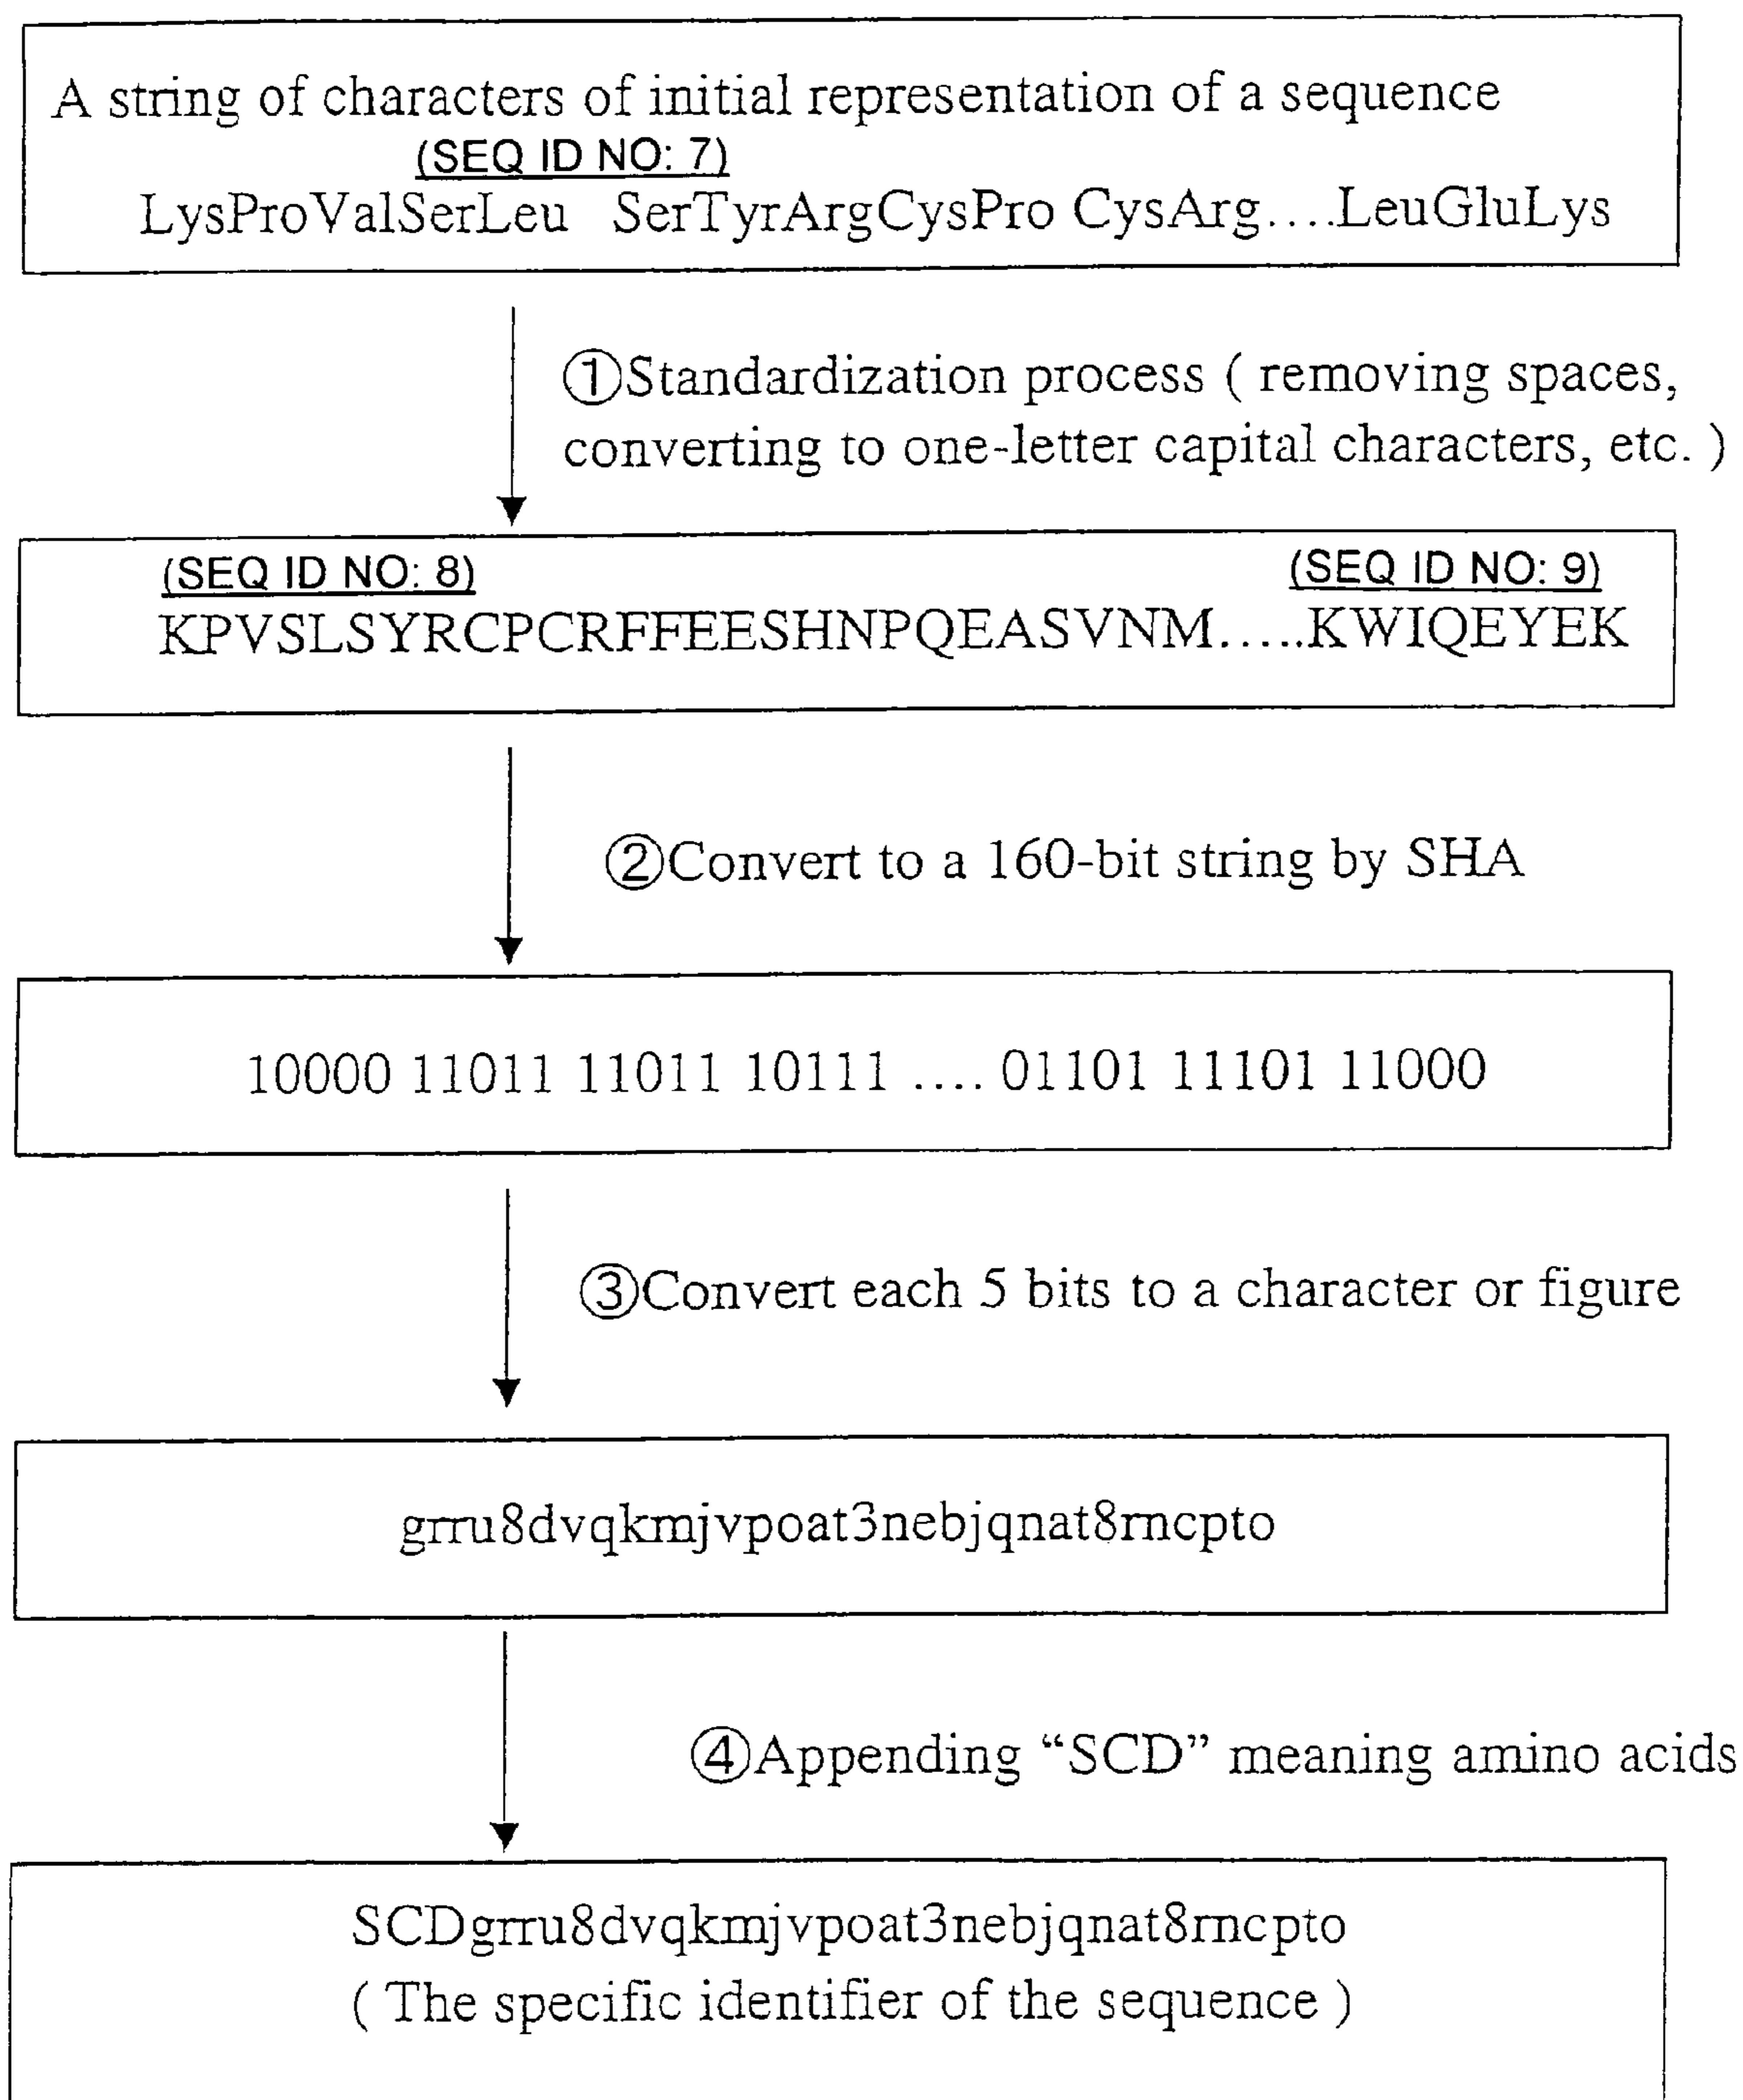 A string of characters of initial representation of a sequence
(SEQ ID NO: 7)
LysProValSerLeu SerTyrArgCysPro CysArg....LeuGluLys
①Standardization process ( removing spaces,
converting to one-letter capital characters, etc. )
(SEQ ID NO: 8) (SEQ ID NO: 9)
KPVSLSYRCPCRFFEESHNPQEASVNM.....KWIQEYEK
②Convert to a 160-bit string by SHA
10000 11011 11011 10111 .... 01101 11101 11000
③Convert each 5 bits to a character or figure
grru8dvqkmjvpoat3nebjqnat8rncpto
④Appending “SCD” meaning amino acids
SCDgrru8dvqkmjvpoat3nebjqnat8rncpto
( The specific identifier of the sequence )